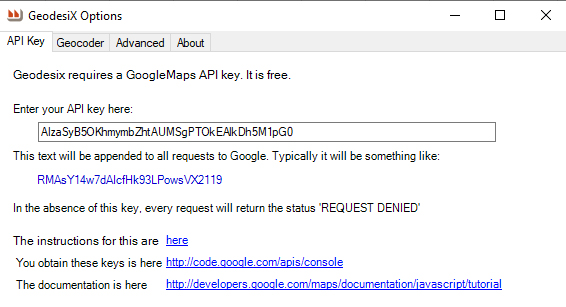 GeodesiX Options
API Key Geocoder Advanced About
Geodesix requires a GoogleMaps API key. It is free.
Enter your API key here:
AIzaSyB5OKhmymbZhtAUMSgPTOkEAlkDh5M1pG0
This text will be appended to all requests to Google. Typically it will be something like:
RMAsY14w7dAlcfHk93LPowsVX2119
In the absence of this key, every request will return the status 'REQUEST DENIED'
The instructions for this are here
You obtain these keys is here http://code.google.com/apis/console
The documentation is here http://developers.google.com/maps/documentation/javascript/tutorial